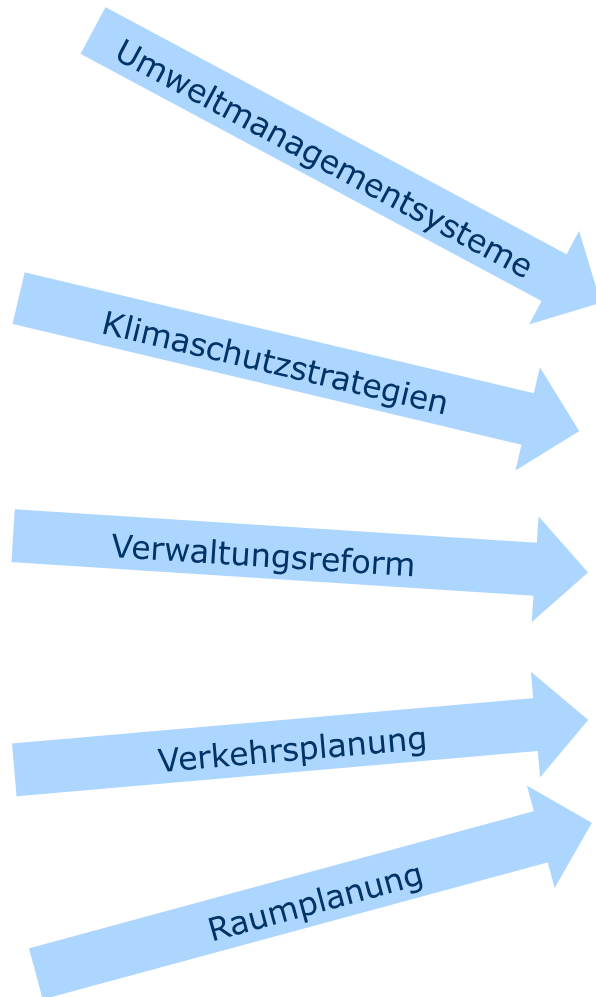 Umweltmanagementsysteme
Klimaschutzstrategien
Verwaltungsreform
Verkehrsplanung
Raumplanung